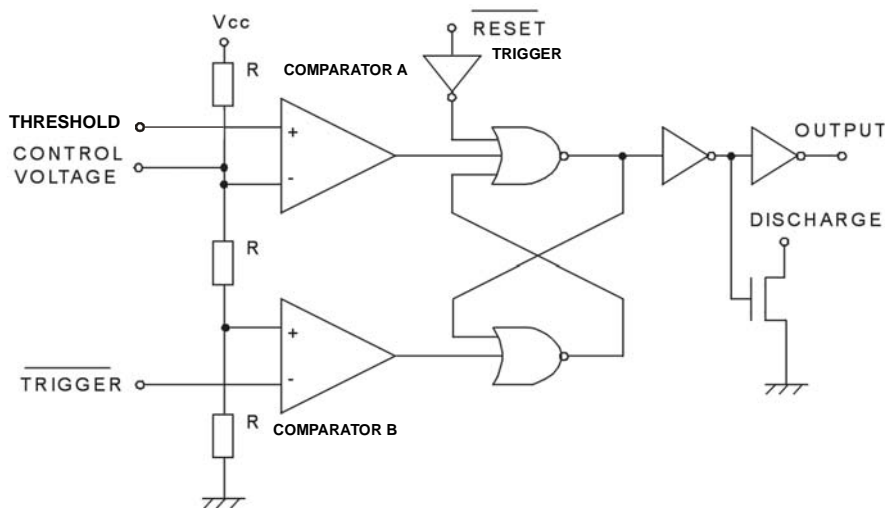 Vcc
RESET
TRIGGER
R
COMPARATOR A
THRESHOLD
+
CONTROL
VOLTAGE
-
OUTPUT
DISCHARGE
R
+
TRIGGER
-
R
COMPARATOR B